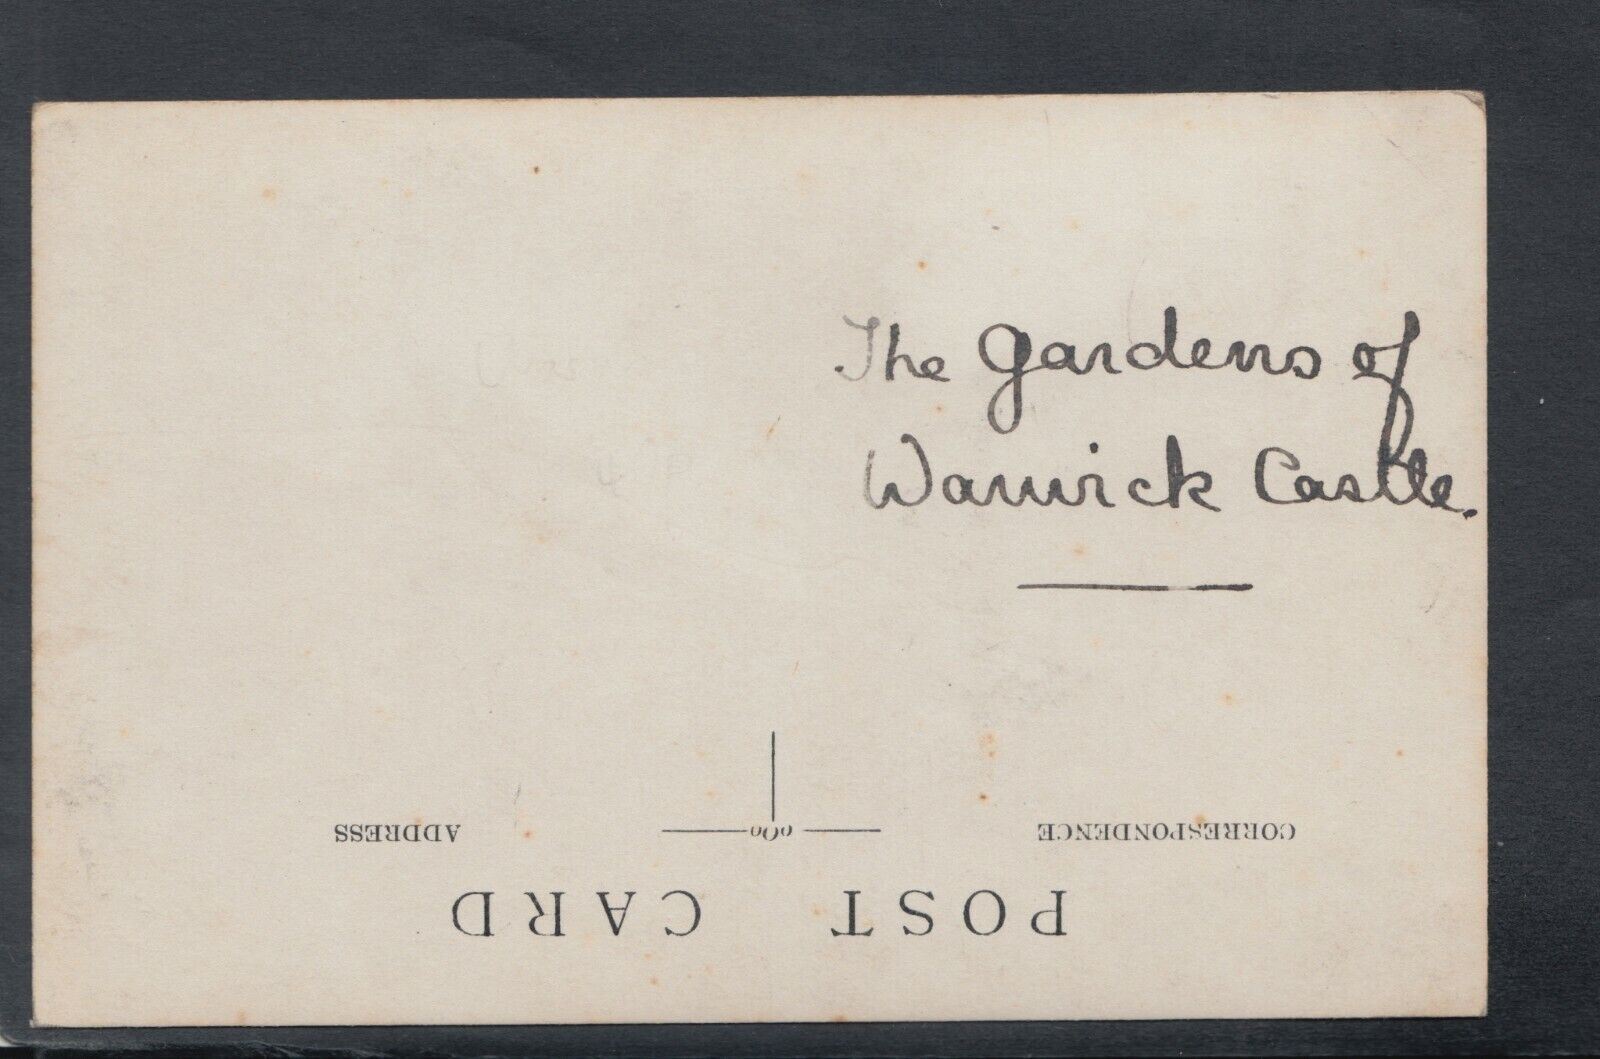 The gardens of
Warwick Castle.
POST CARD
CORRESPONDENCE
ADDRESS